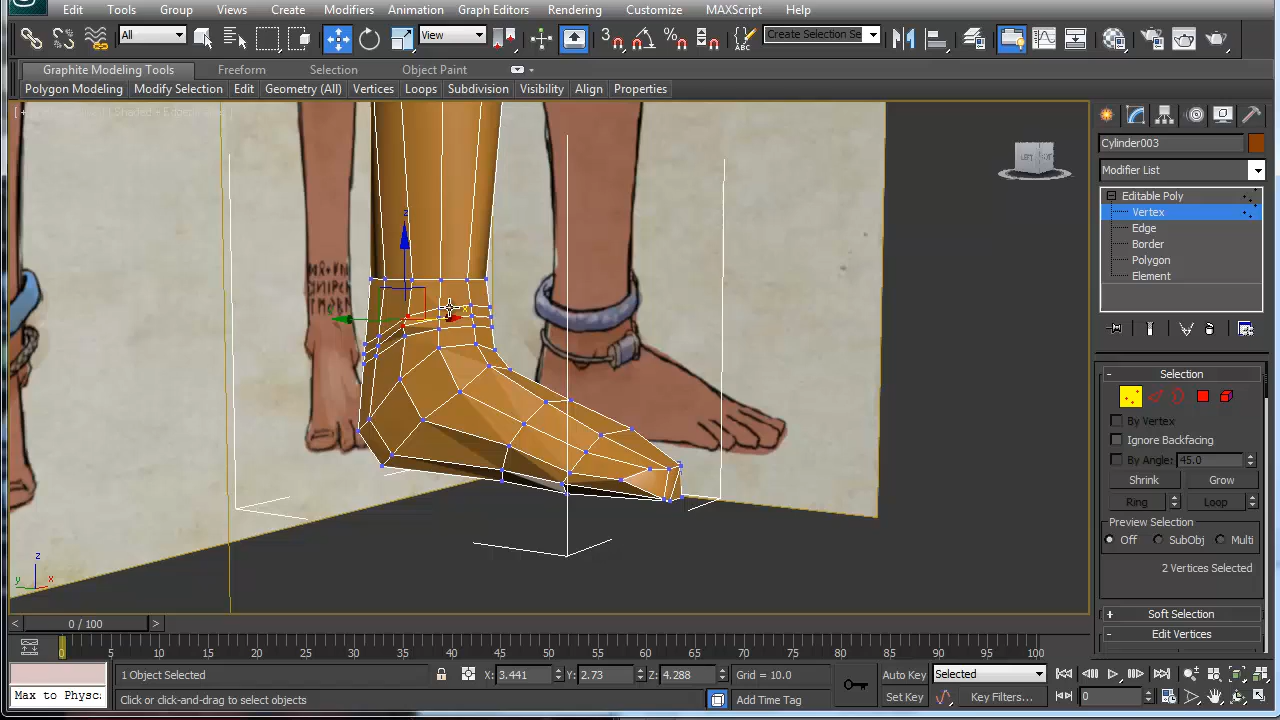 Edit Tools Group Views Create Modifiers Animation Graph Editors Rendering Customize MAXScript Help
All View 3 Create Selection Se
Graphite Modeling Tools Freeform Selection Object Paint
Polygon Modeling Modify Selection Edit Geometry (All) Vertices Loops Subdivision Visibility Align Properties
Cylinder003
Modifier List
Editable Poly
Vertex
Edge
Border
Polygon
Element
- Selection
By Vertex
Ignore Backfacing
By Angle: 45.0
Shrink Grow
Ring Loop
Preview Selection
Off SubObj Multi
2 Vertices Selected
+ Soft Selection
- Edit Vertices
z
z
y x
< 0 / 100 >
0 5 10 15 20 25 30 35 40 45 50 55 60 65 70 75 80 85 90 95 100
1 Object Selected X: 3.441 Y: 2.73 Z: 4.288 Grid = 10.0 Auto Key Selected
Max to Physc Click or click-and-drag to select objects Add Time Tag Set Key Key Filters... 0